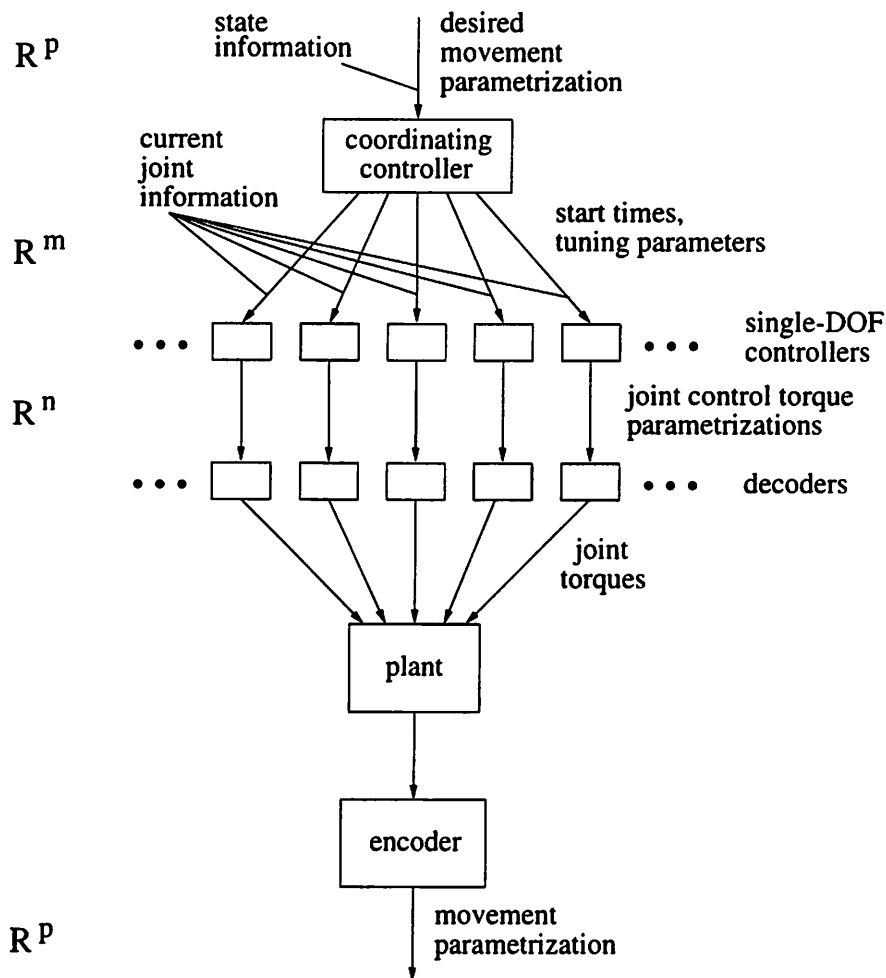 R^p
state
information
desired
movement
parametrization
coordinating
controller
current
joint
information
R^m
start times,
tuning parameters
single-DOF
controllers
R^n
joint control torque
parametrizations
decoders
joint
torques
plant
encoder
R^p
movement
parametrization